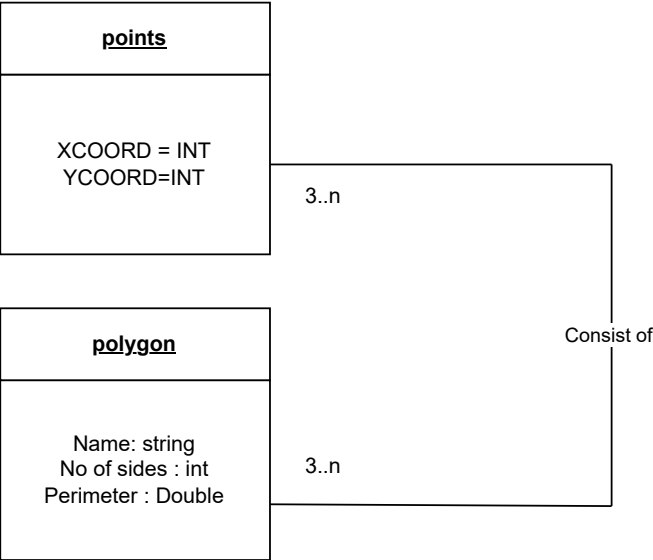 points
XCOORD = INT
YCOORD=INT
3..n
Consist of
polygon
Name: string
No of sides : int
Perimeter : Double
3..n